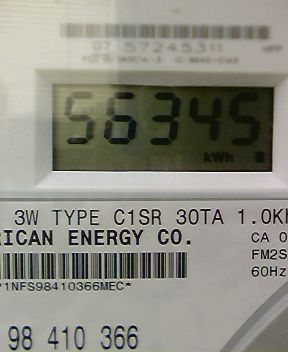 07 57245311
56345
kWh
3W TYPE C1SR 30TA 1.0K
RICAN ENERGY CO.
CA 0
FM2S
60Hz
*1NFS98410366MEC*
98 410 366